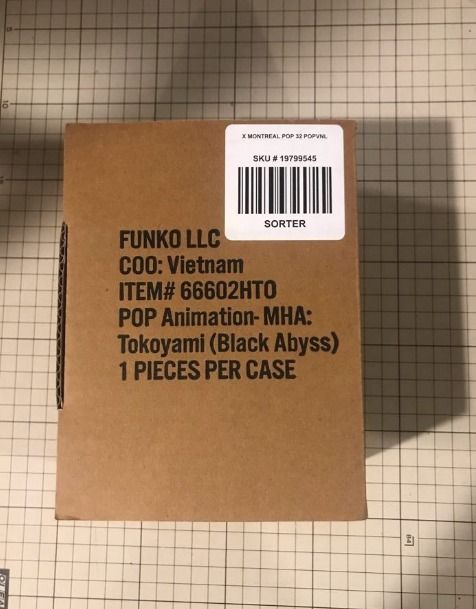 X MONTREAL POP 32 POPVNL
SKU # 19799545
SORTER
FUNKO LLC
COO: Vietnam
ITEM# 66602HTO
POP Animation- MHA:
Tokoyami (Black Abyss)
1 PIECES PER CASE